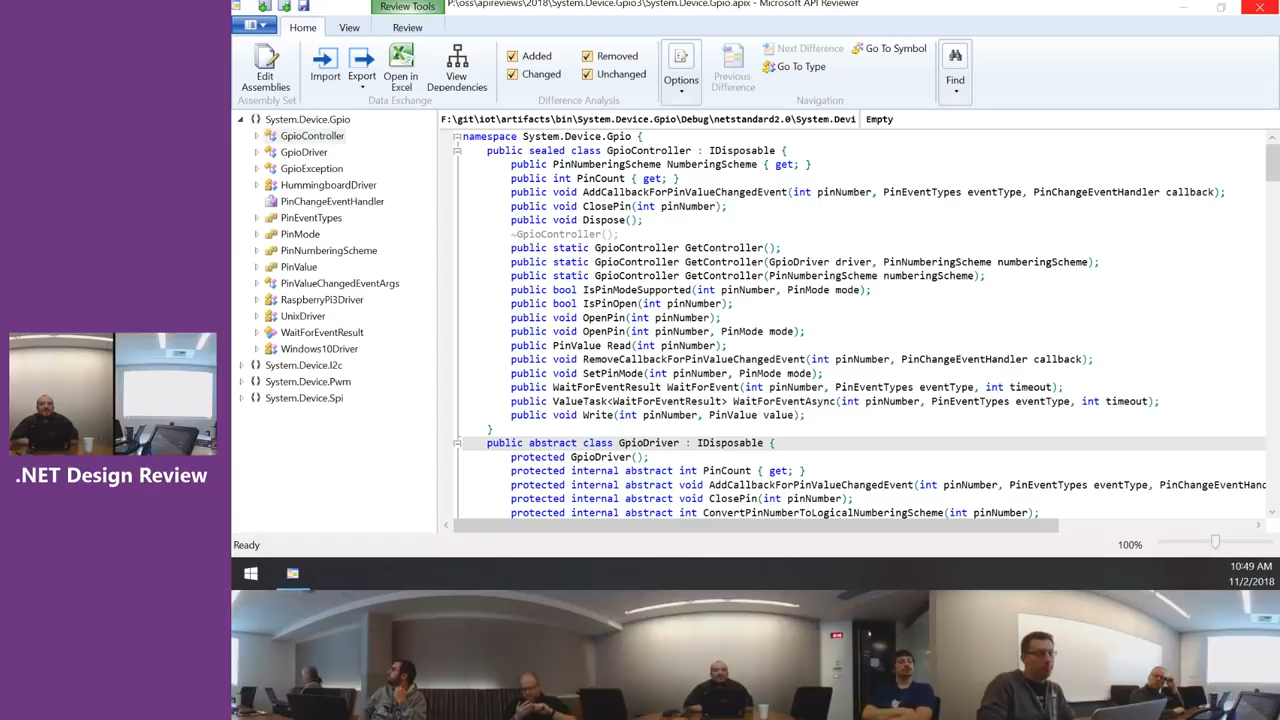 Review Tools
P:\oss\apireviews\2018\System.Device.Gpio3\System.Device.Gpio.apix - Microsoft API Reviewer
Home
View
Review
Edit Assemblies
Import
Export
Open in Excel
View Dependencies
Added
Removed
Changed
Unchanged
Options
Previous Difference
Next Difference
Go To Symbol
Go To Type
Find
Assembly Set
Data Exchange
Difference Analysis
Navigation
System.Device.Gpio
GpioController
GpioDriver
GpioException
HummingboardDriver
PinChangeEventHandler
PinEventTypes
PinMode
PinNumberingScheme
PinValue
PinValueChangedEventArgs
RaspberryPi3Driver
UnixDriver
WaitForEventResult
Windows10Driver
System.Device.I2c
System.Device.Pwm
System.Device.Spi
F:\git\iot\artifacts\bin\System.Device.Gpio\Debug\netstandard2.0\System.Devi
Empty
namespace System.Device.Gpio {
public sealed class GpioController : IDisposable {
public PinNumberingScheme NumberingScheme { get; }
public int PinCount { get; }
public void AddCallbackForPinValueChangedEvent(int pinNumber, PinEventTypes eventType, PinChangeEventHandler callback);
public void ClosePin(int pinNumber);
public void Dispose();
~GpioController();
public static GpioController GetController();
public static GpioController GetController(GpioDriver driver, PinNumberingScheme numberingScheme);
public static GpioController GetController(PinNumberingScheme numberingScheme);
public bool IsPinModeSupported(int pinNumber, PinMode mode);
public bool IsPinOpen(int pinNumber);
public void OpenPin(int pinNumber);
public void OpenPin(int pinNumber, PinMode mode);
public PinValue Read(int pinNumber);
public void RemoveCallbackForPinValueChangedEvent(int pinNumber, PinChangeEventHandler callback);
public void SetPinMode(int pinNumber, PinMode mode);
public WaitForEventResult WaitForEvent(int pinNumber, PinEventTypes eventType, int timeout);
public ValueTask<WaitForEventResult> WaitForEventAsync(int pinNumber, PinEventTypes eventType, int timeout);
public void Write(int pinNumber, PinValue value);
}
public abstract class GpioDriver : IDisposable {
protected GpioDriver();
protected internal abstract int PinCount { get; }
protected internal abstract void AddCallbackForPinValueChangedEvent(int pinNumber, PinEventTypes eventType, PinChangeEventHand
protected internal abstract void ClosePin(int pinNumber);
protected internal abstract int ConvertPinNumberToLogicalNumberingScheme(int pinNumber);
Ready
100%
10:49 AM
11/2/2018
.NET Design Review